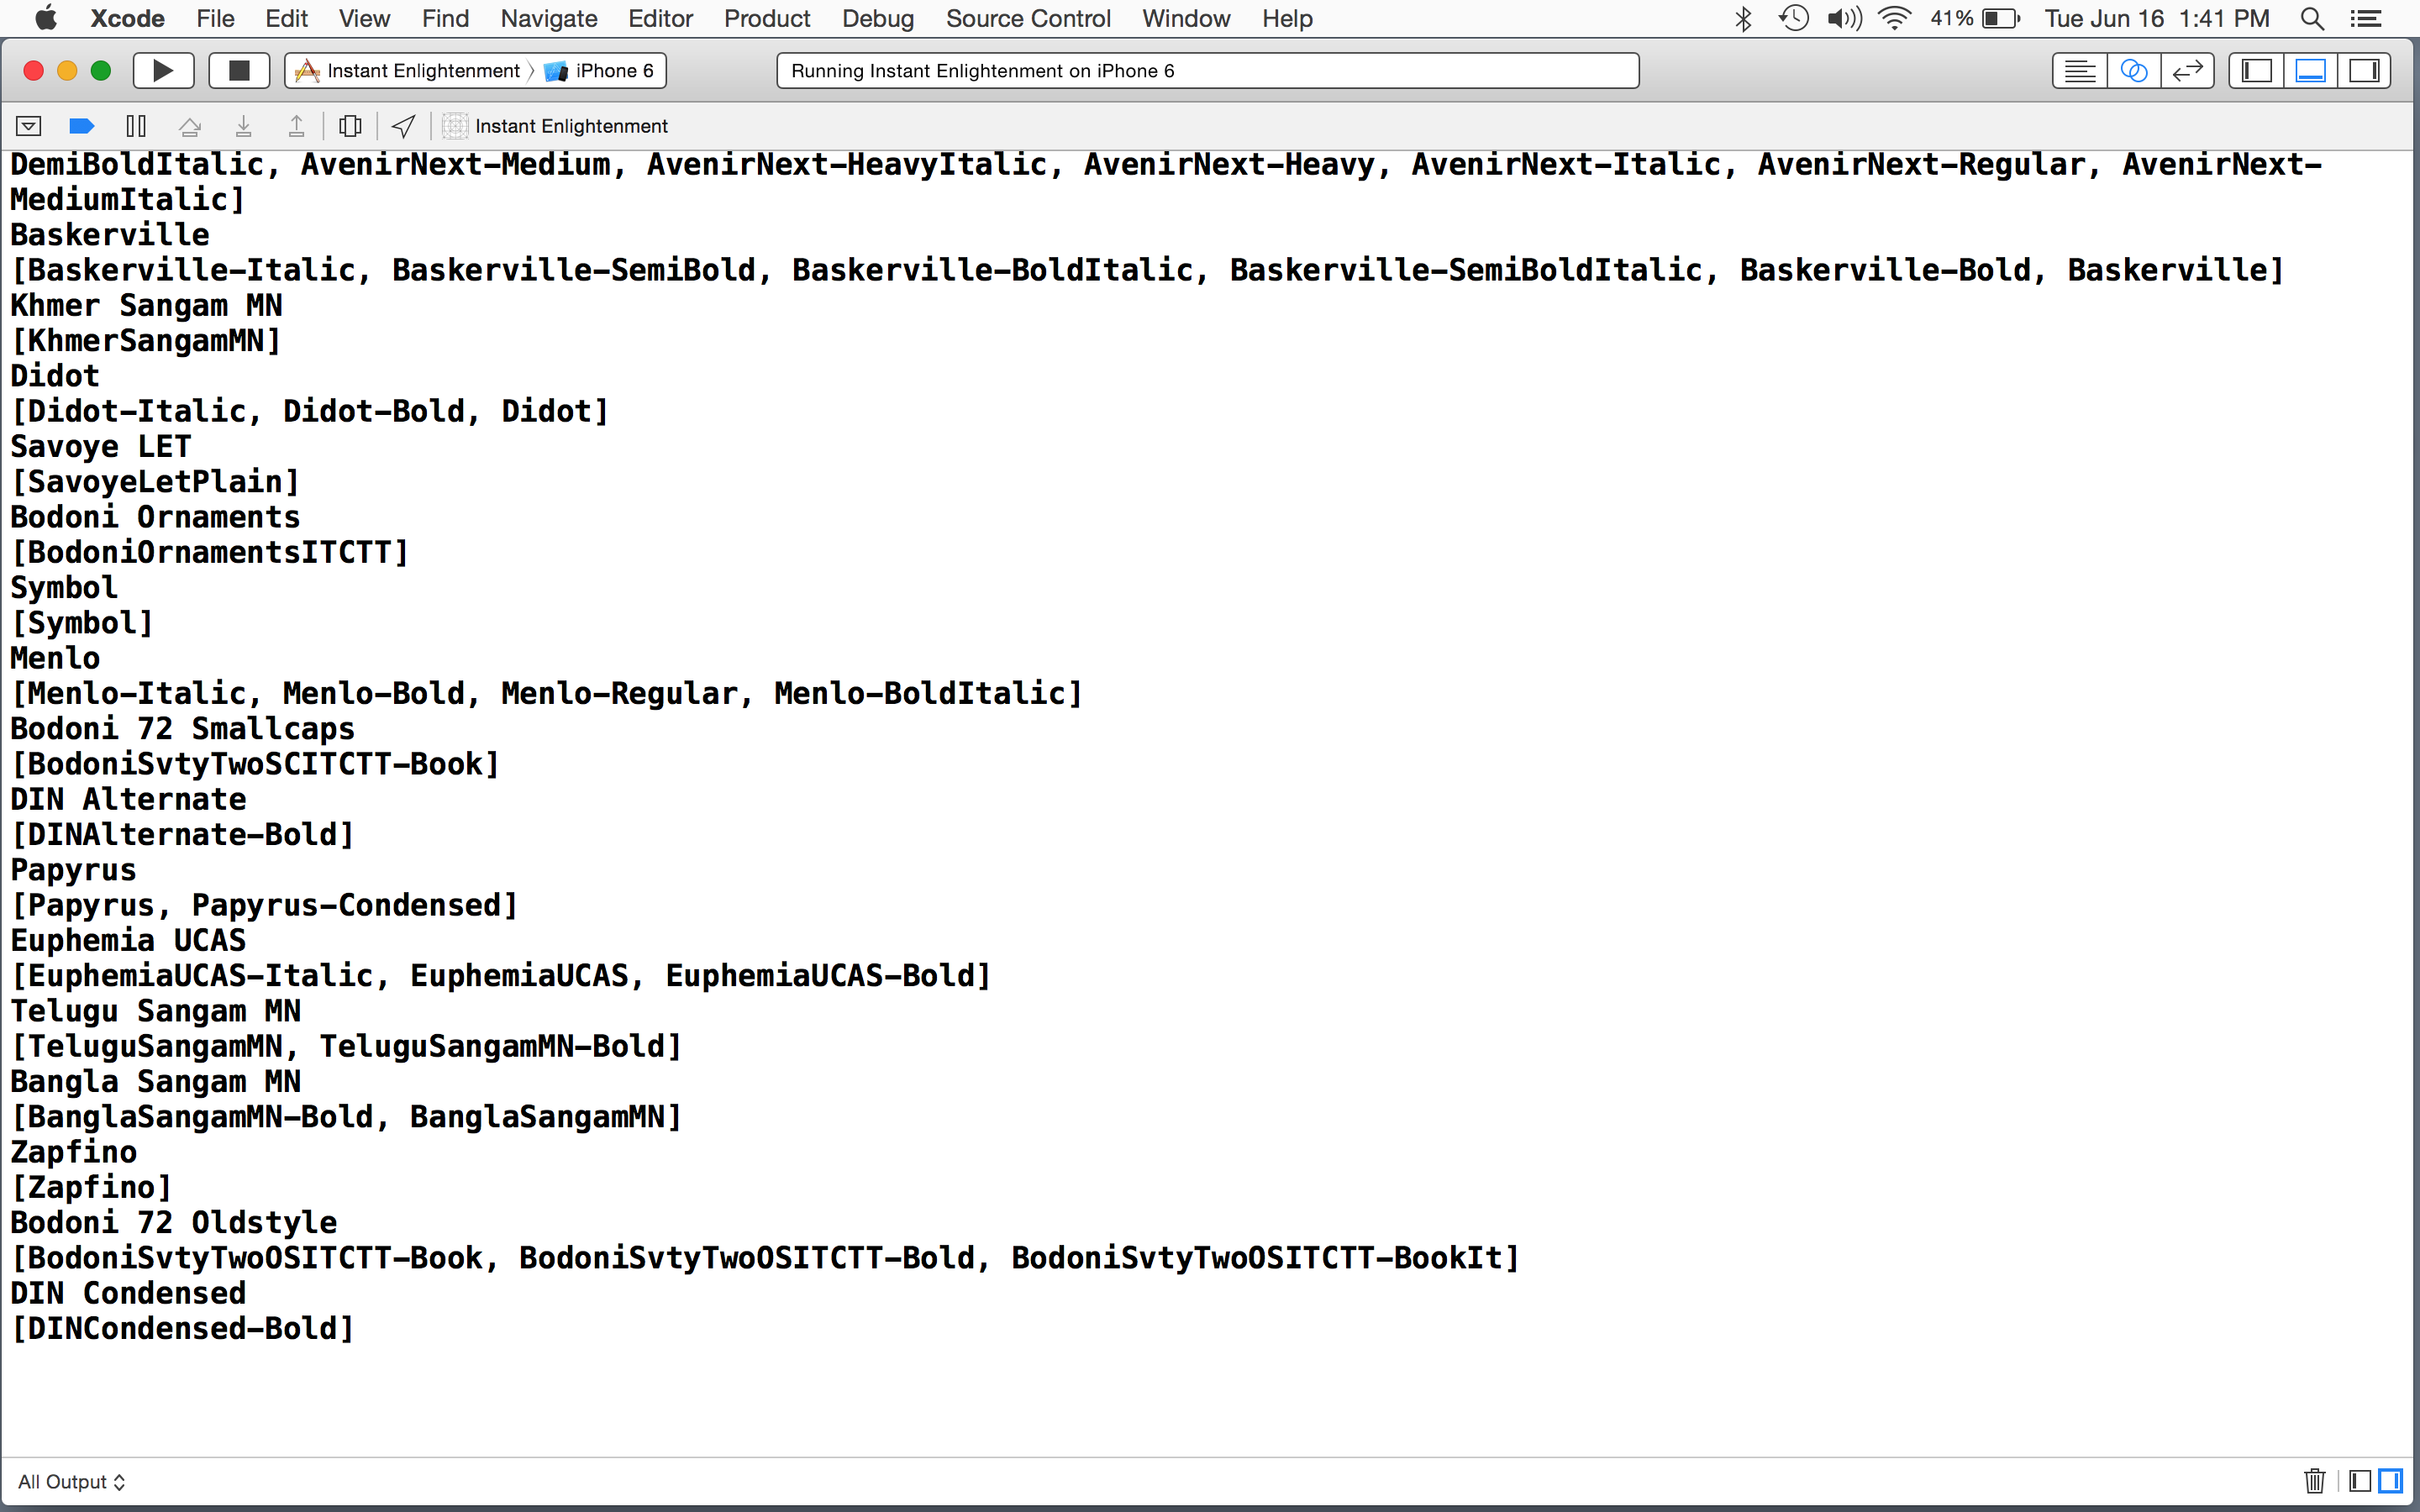 Xcode File Edit View Find Navigate Editor Product Debug Source Control Window Help 41% Tue Jun 16 1:41 PM
Instant Enlightenment iPhone 6 Running Instant Enlightenment on iPhone 6
Instant Enlightenment
DemiBoldItalic, AvenirNext-Medium, AvenirNext-HeavyItalic, AvenirNext-Heavy, AvenirNext-Italic, AvenirNext-Regular, AvenirNext-
MediumItalic]
Baskerville
[Baskerville-Italic, Baskerville-SemiBold, Baskerville-BoldItalic, Baskerville-SemiBoldItalic, Baskerville-Bold, Baskerville]
Khmer Sangam MN
[KhmerSangamMN]
Didot
[Didot-Italic, Didot-Bold, Didot]
Savoye LET
[SavoyeLetPlain]
Bodoni Ornaments
[BodoniOrnamentsITCTT]
Symbol
[Symbol]
Menlo
[Menlo-Italic, Menlo-Bold, Menlo-Regular, Menlo-BoldItalic]
Bodoni 72 Smallcaps
[BodoniSvtyTwoSCITCTT-Book]
DIN Alternate
[DINAlternate-Bold]
Papyrus
[Papyrus, Papyrus-Condensed]
Euphemia UCAS
[EuphemiaUCAS-Italic, EuphemiaUCAS, EuphemiaUCAS-Bold]
Telugu Sangam MN
[TeluguSangamMN, TeluguSangamMN-Bold]
Bangla Sangam MN
[BanglaSangamMN-Bold, BanglaSangamMN]
Zapfino
[Zapfino]
Bodoni 72 Oldstyle
[BodoniSvtyTwoOSITCTT-Book, BodoniSvtyTwoOSITCTT-Bold, BodoniSvtyTwoOSITCTT-BookIt]
DIN Condensed
[DINCondensed-Bold]
All Output